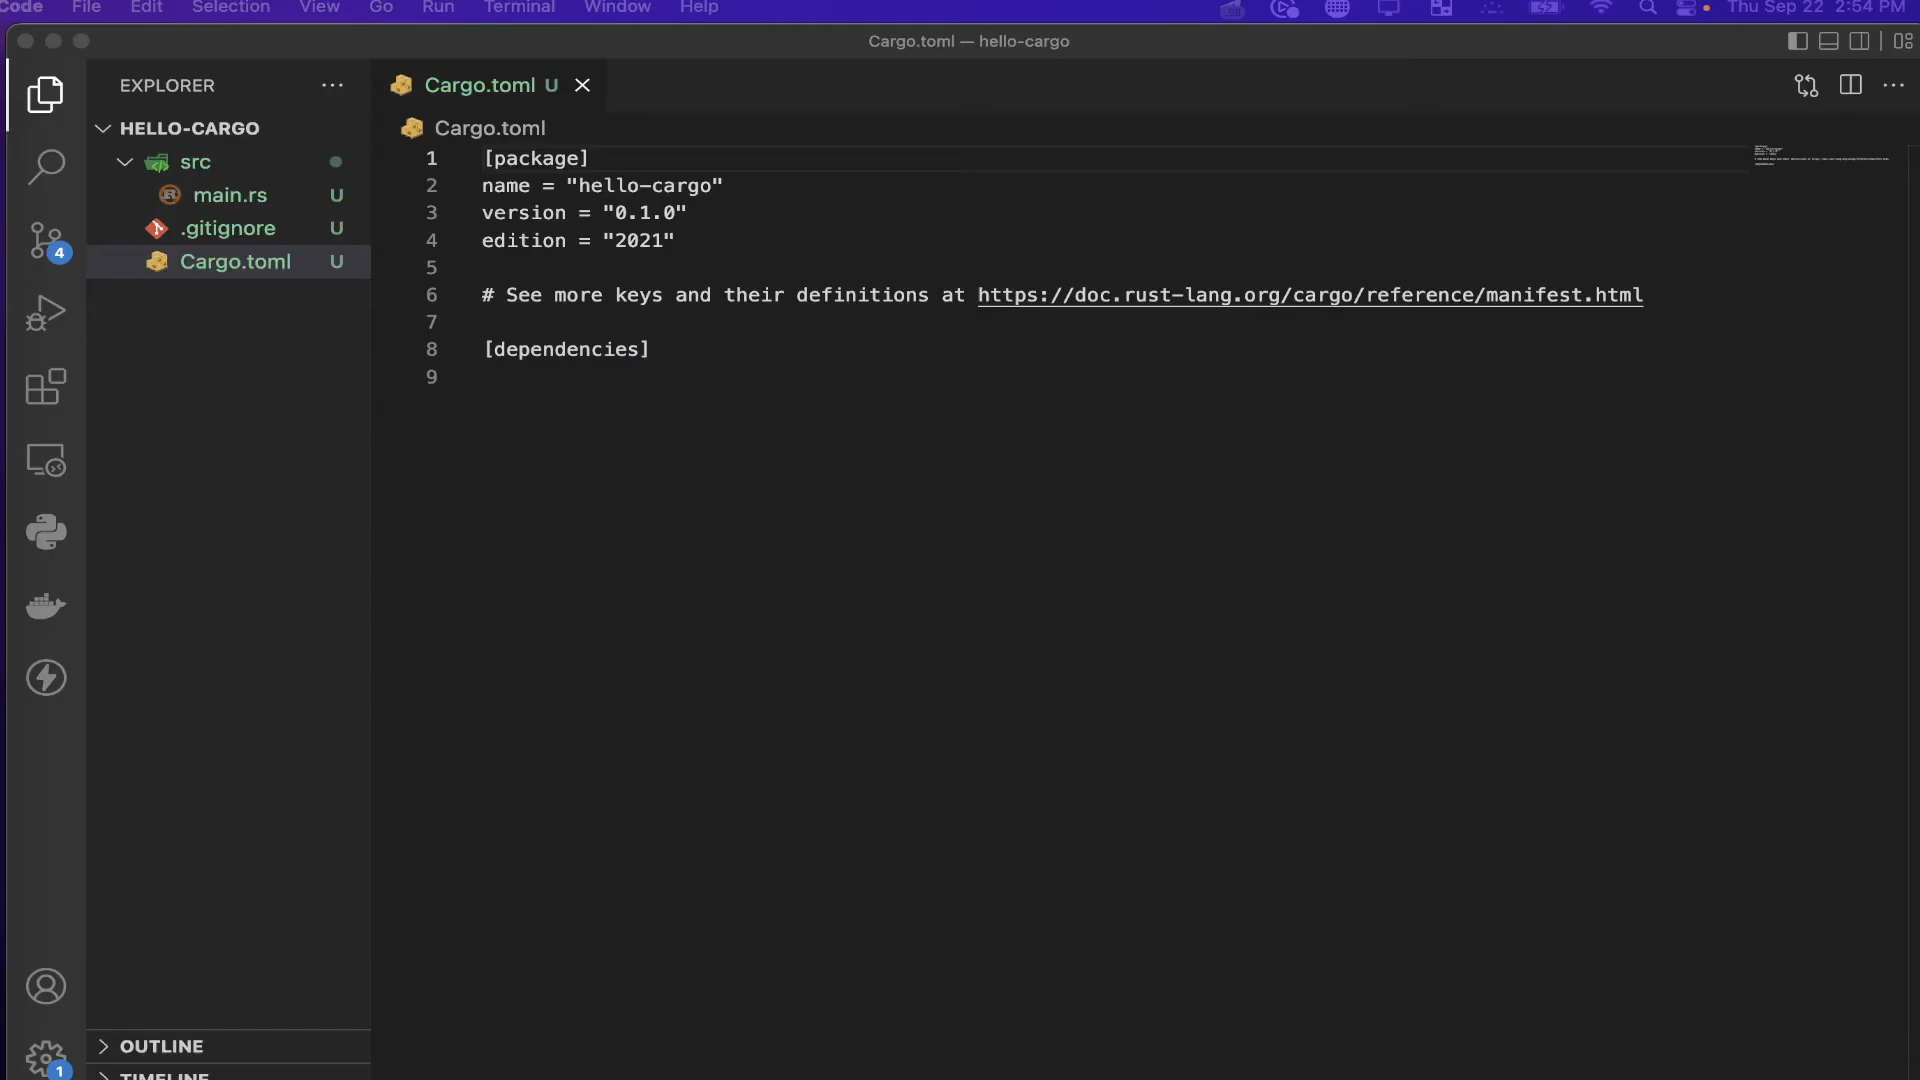 Code File Edit Selection View Go Run Terminal Window Help Thu Sep 22 2:54 PM
Cargo.toml — hello-cargo
EXPLORER
Cargo.toml U
HELLO-CARGO
Cargo.toml
src
main.rs U
.gitignore U
Cargo.toml U
4
1 [package]
2 name = "hello-cargo"
3 version = "0.1.0"
4 edition = "2021"
5
6 # See more keys and their definitions at https://doc.rust-lang.org/cargo/reference/manifest.html
7
8 [dependencies]
9
OUTLINE
TIMELINE
1